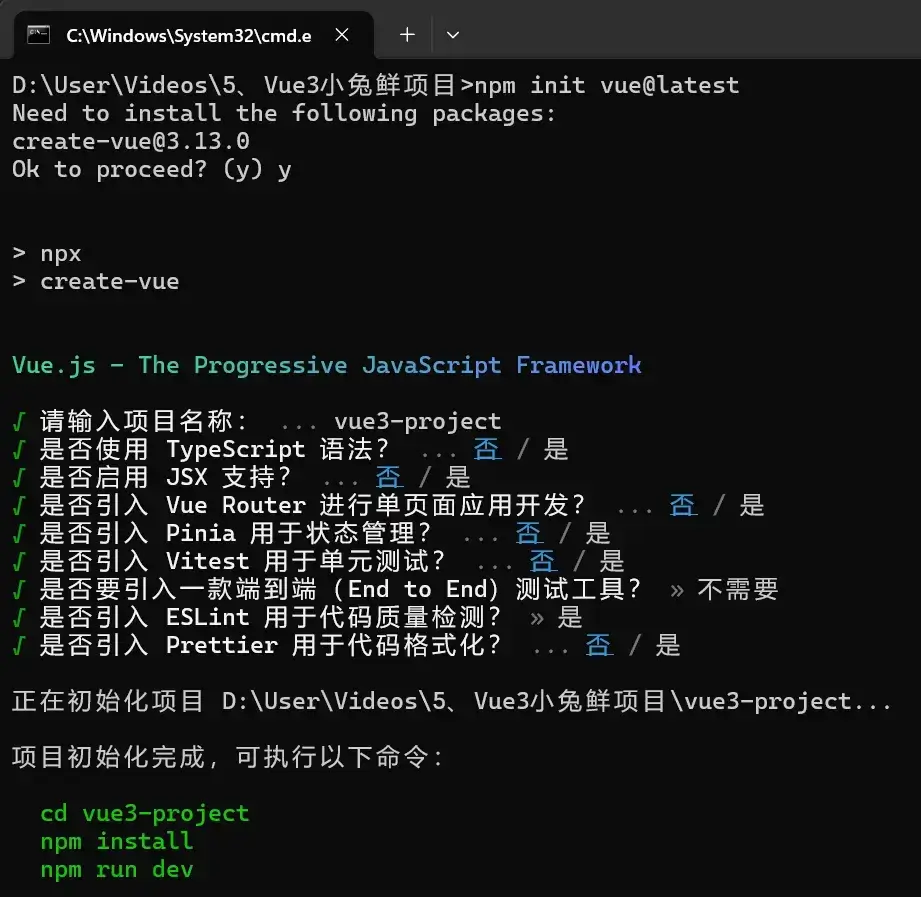 C:\Windows\System32\cmd.e
D:\User\Videos\5、Vue3小兔鲜项目>npm init vue@latest
Need to install the following packages:
create-vue@3.13.0
Ok to proceed? (y) y
> npx
> create-vue
Vue.js - The Progressive JavaScript Framework
√ 请输入项目名称： ... vue3-project
√ 是否使用 TypeScript 语法？ ... 否 / 是
√ 是否启用 JSX 支持？ ... 否 / 是
√ 是否引入 Vue Router 进行单页面应用开发？ ... 否 / 是
√ 是否引入 Pinia 用于状态管理？ ... 否 / 是
√ 是否引入 Vitest 用于单元测试？ ... 否 / 是
√ 是否要引入一款端到端（End to End）测试工具？ » 不需要
√ 是否引入 ESLint 用于代码质量检测？ » 是
√ 是否引入 Prettier 用于代码格式化？ ... 否 / 是
正在初始化项目 D:\User\Videos\5、Vue3小兔鲜项目\vue3-project...
项目初始化完成，可执行以下命令：
cd vue3-project
npm install
npm run dev